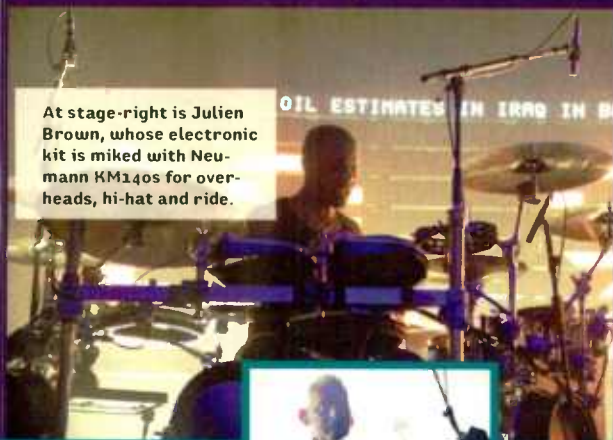 At stage-right is Julien
Brown, whose electronic
kit is miked with Neu-
mann KM140s for over-
heads, hi-hat and ride.
OIL ESTIMATES IN IRAQ IN